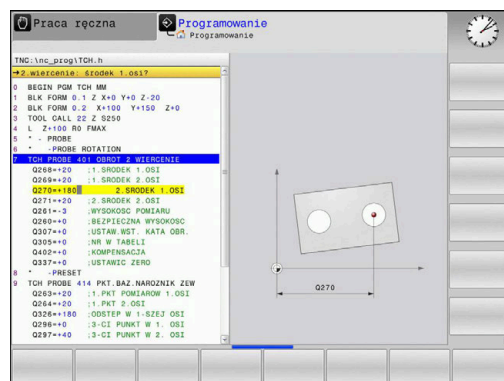 Praca ręczna
Programowanie
Programowanie
TNC:\nc_prog\TCH.h
→2.wiercenie: środek 1.osi?
0 BEGIN PGM TCH MM
1 BLK FORM 0.1 Z X+0 Y+0 Z-20
2 BLK FORM 0.2 X+100 Y+150 Z+0
3 TOOL CALL 22 Z S250
4 L Z+100 R0 FMAX
5 * - PROBE
6 * -PROBE ROTATION
7 TCH PROBE 401 OBROT 2 WIERCENIE
Q268=+20 ;1.SRODEK 1.OSI
Q269=+20 ;1.SRODEK 2.OSI
Q270=+180 2.SRODEK 1.OSI
Q271=+20 ;2.SRODEK 2.OSI
Q261=-3 ;WYSOKOSC POMIARU
Q260=+0 ;BEZPIECZNA WYSOKOSC
Q307=+0 ;USTAW.WST. KATA OBR.
Q305=+0 ;NR W TABELI
Q402=+0 ;KOMPENSACJA
Q337=+0 ;USTAWIC ZERO
8 * -PRESET
9 TCH PROBE 414 PKT.BAZ.NAROZNIK ZEW
Q263=+20 ;1.PKT POMIAROW 1.OSI
Q264=+20 ;1.PKT 2.OSI
Q326=+180 ;ODSTEP W 1-SZEJ OSI
Q296=+0 ;3-CI PUNKT W 1. OSI
Q297=+40 ;3-CI PUNKT W 2. OSI
Q270